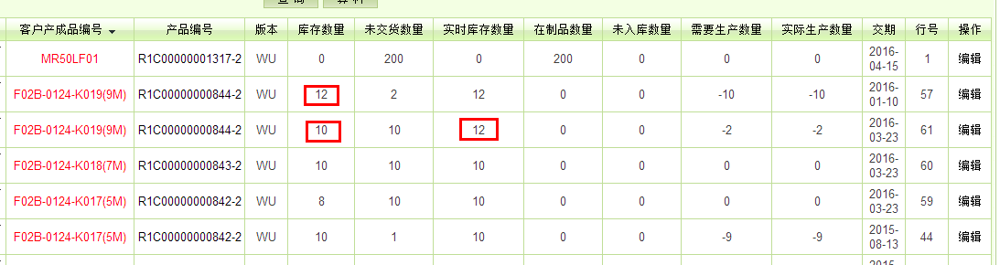 查 询 算 料
客户产成品编号 产品编号 版本 库存数量 未交货数量 实时库存数量 在制品数量 未入库数量 需要生产数量 实际生产数量 交期 行号 操作
MR50LF01 R1C00000001317-2 WU 0 200 0 200 0 0 0 2016-04-15 1 编辑
F02B-0124-K019(9M) R1C00000000844-2 WU 12 2 12 0 0 -10 -10 2016-01-10 57 编辑
F02B-0124-K019(9M) R1C00000000844-2 WU 10 10 12 0 0 -2 -2 2016-03-23 61 编辑
F02B-0124-K018(7M) R1C00000000843-2 WU 10 10 10 0 0 0 0 2016-03-23 60 编辑
F02B-0124-K017(5M) R1C00000000842-2 WU 8 10 10 0 0 0 0 2016-03-23 59 编辑
F02B-0124-K017(5M) R1C00000000842-2 WU 10 1 10 0 0 -9 -9 2015-08-13 44 编辑
2015-